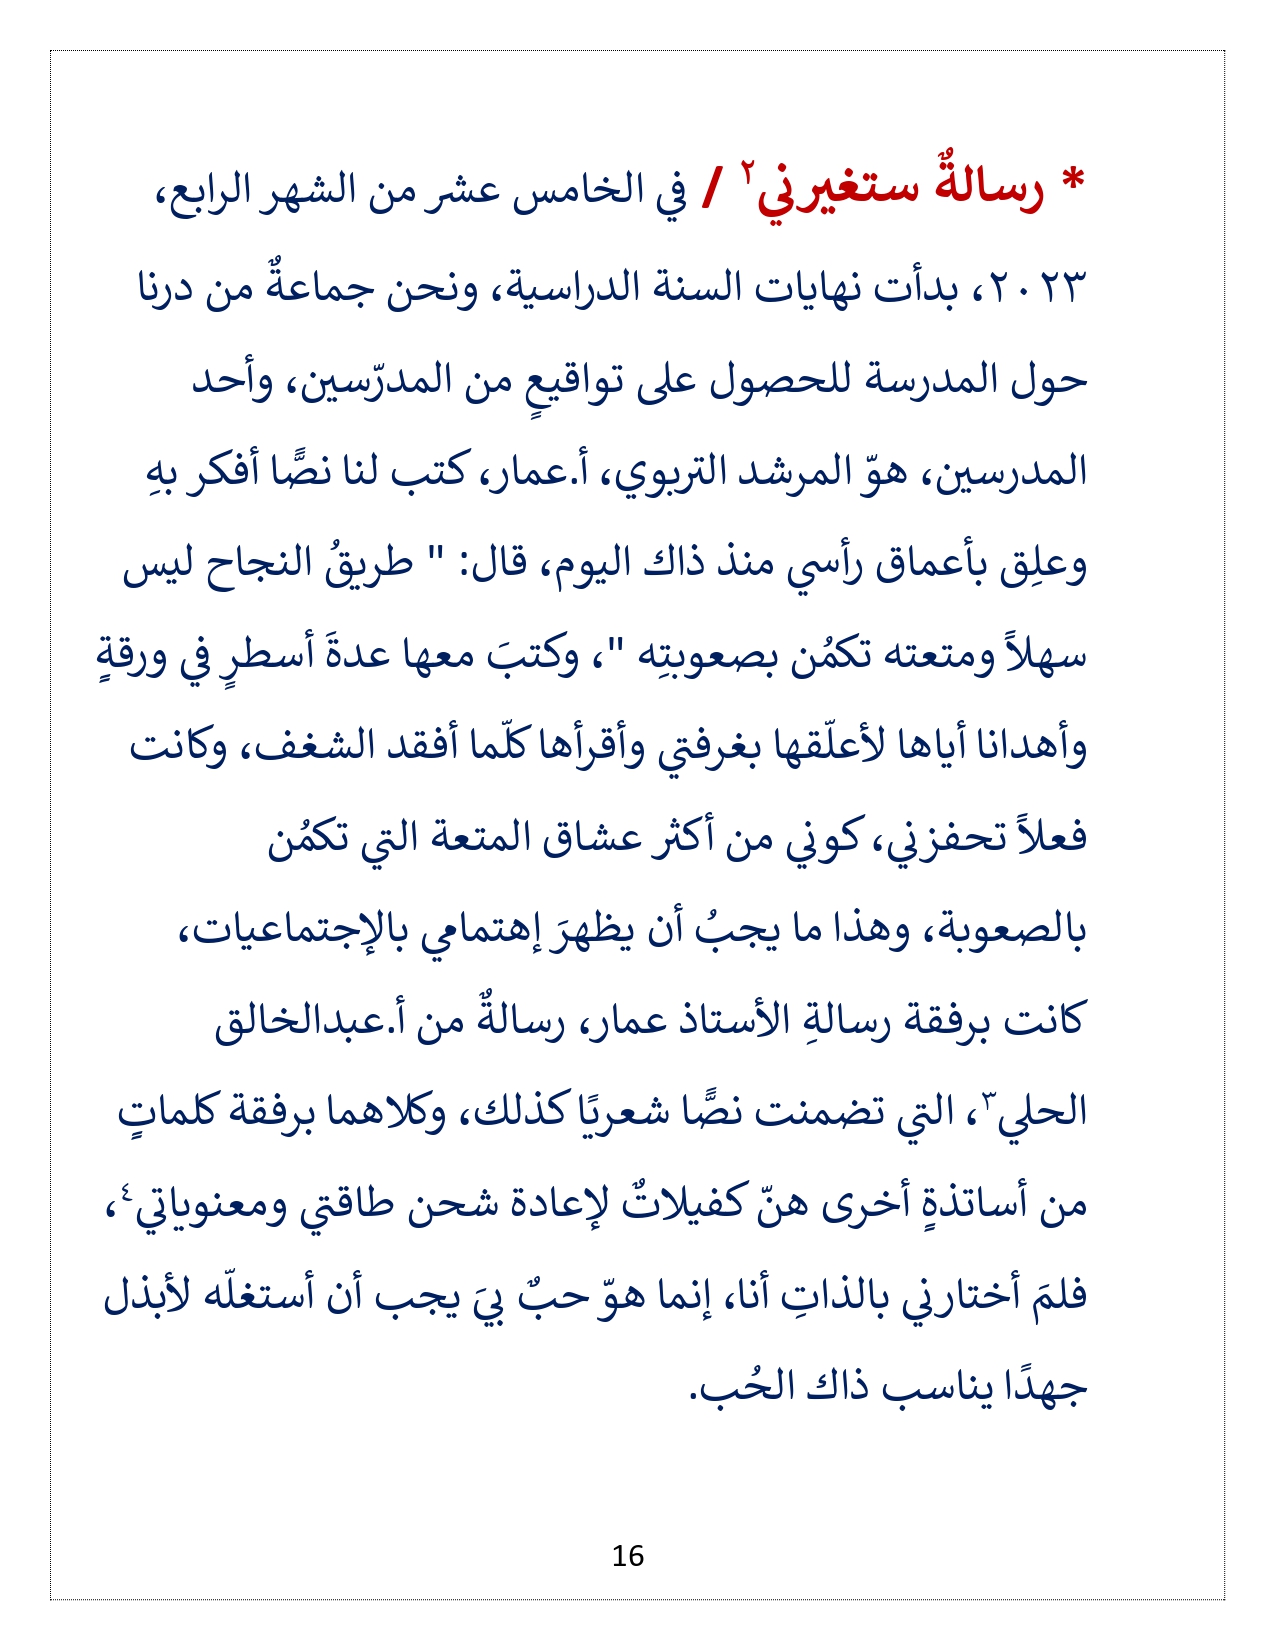 * رسالةٌ ستغيرني٢ / في الخامس عشر من الشهر الرابع،
٢٠٢٣، بدأت نهايات السنة الدراسية، ونحن جماعةٌ من درنا
حول المدرسة للحصول على تواقيعٍ من المدرّسين، وأحد
المدرسين، هوّ المرشد التربوي، أ.عمار، كتب لنا نصًّا أفكر بهِ
وعلِق بأعماق رأسي منذ ذاك اليوم، قال: " طريقُ النجاح ليس
سهلاً ومتعته تكمُن بصعوبتِه "، وكتبَ معها عدةَ أسطرٍ في ورقةٍ
وأهدانا أياها لأعلّقها بغرفتي وأقرأها كلّما أفقد الشغف، وكانت
فعلاً تحفزني، كوني من أكثر عشاق المتعة التي تكمُن
بالصعوبة، وهذا ما يجبُ أن يظهرَ إهتمامي بالإجتماعيات،
كانت برفقة رسالةِ الأستاذ عمار، رسالةٌ من أ.عبدالخالق
الحلي٣، التي تضمنت نصًّا شعريًا كذلك، وكلاهما برفقة كلماتٍ
من أساتذةٍ أخرى هنّ كفيلاتٌ لإعادة شحن طاقتي ومعنوياتي٤،
فلمَ أختارني بالذاتِ أنا، إنما هوّ حبٌ بيَ يجب أن أستغلّه لأبذل
جهدًا يناسب ذاك الحُب.
16